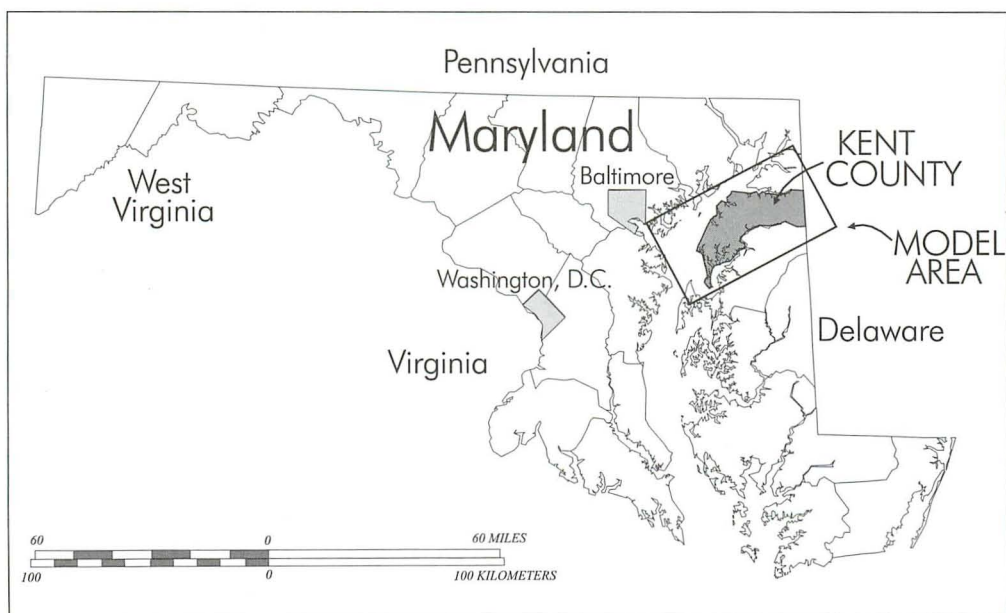 Pennsylvania
Maryland
KENT
COUNTY
West
Virginia
Baltimore
MODEL
AREA
Washington, D.C.
Delaware
Virginia
60 0 60 MILES
100 0 100 KILOMETERS